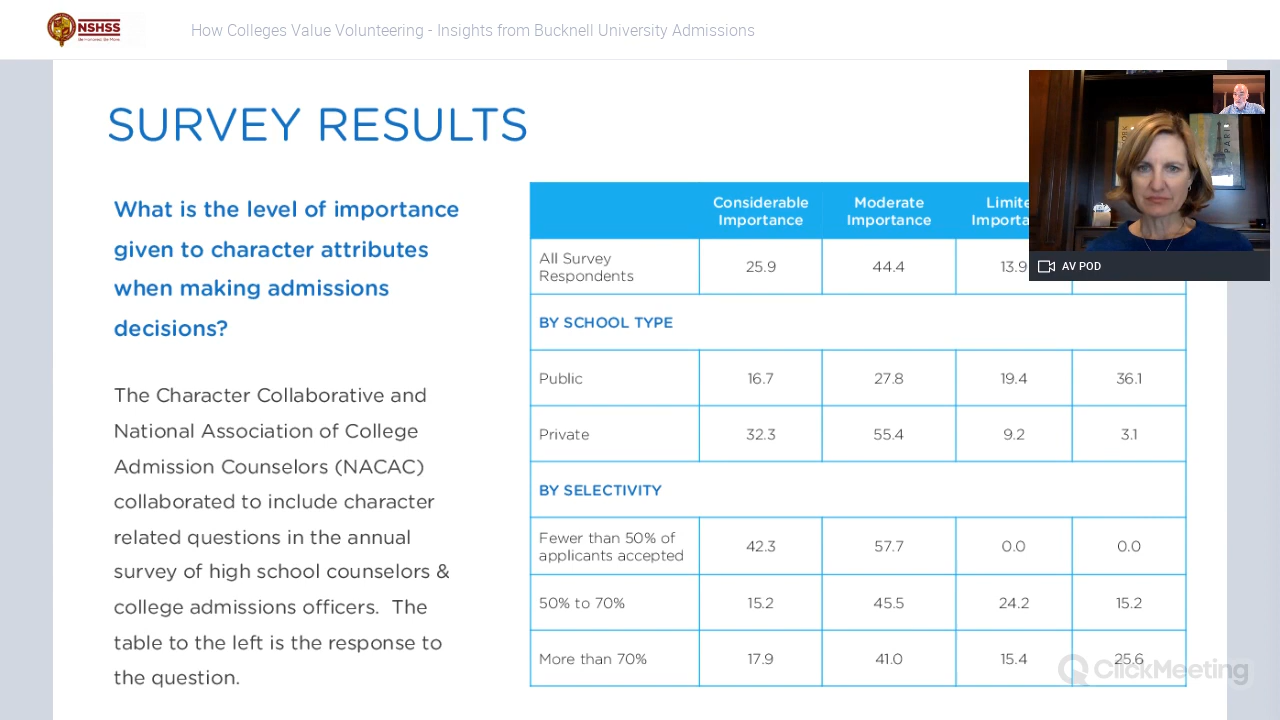 NSHSS
Be Honored. Be More.
How Colleges Value Volunteering - Insights from Bucknell University Admissions
SURVEY RESULTS
What is the level of importance
given to character attributes
when making admissions
decisions?
The Character Collaborative and
National Association of College
Admission Counselors (NACAC)
collaborated to include character
related questions in the annual
survey of high school counselors &
college admissions officers. The
table to the left is the response to
the question.
Considerable Importance Moderate Importance
All Survey Respondents 25.9 44.4 13.9
BY SCHOOL TYPE
Public 16.7 27.8 19.4 36.1
Private 32.3 55.4 9.2 3.1
BY SELECTIVITY
Fewer than 50% of applicants accepted 42.3 57.7 0.0 0.0
50% to 70% 15.2 45.5 24.2 15.2
More than 70% 17.9 41.0 15.4 25.6
PARI
AV POD
ClickMeeting